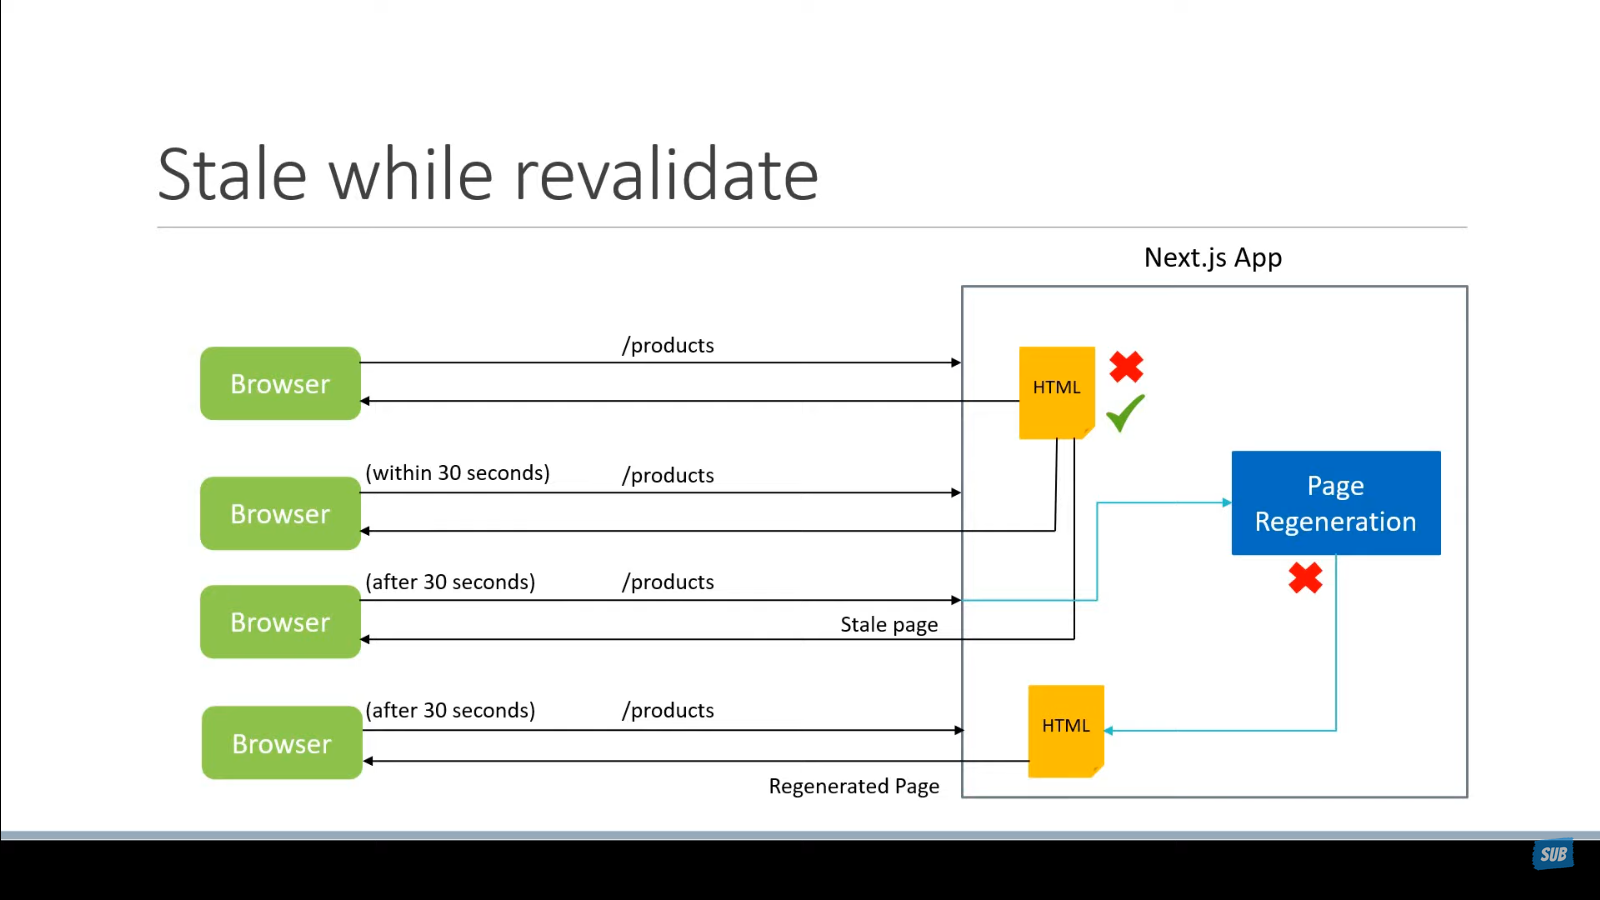 Stale while revalidate
Next.js App
/products
Browser
HTML
(within 30 seconds) /products
Browser
Page
Regeneration
(after 30 seconds) /products
Browser
Stale page
(after 30 seconds) /products
Browser
HTML
Regenerated Page
SUB